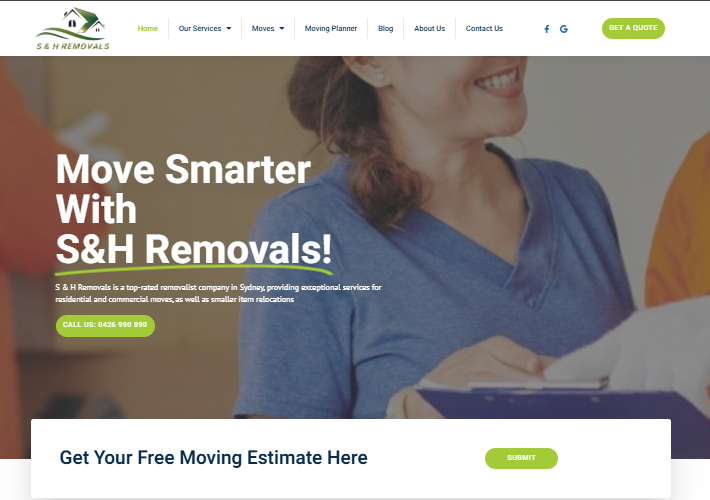 S & H REMOVALS
Home
Our Services
Moves
Moving Planner
Blog
About Us
Contact Us
GET A QUOTE
Move Smarter
With
S&H Removals!
S & H Removals is a top-rated removalist company in Sydney, providing exceptional services for
residential and commercial moves, as well as smaller item relocations
CALL US: 0426 990 890
Get Your Free Moving Estimate Here
SUBMIT